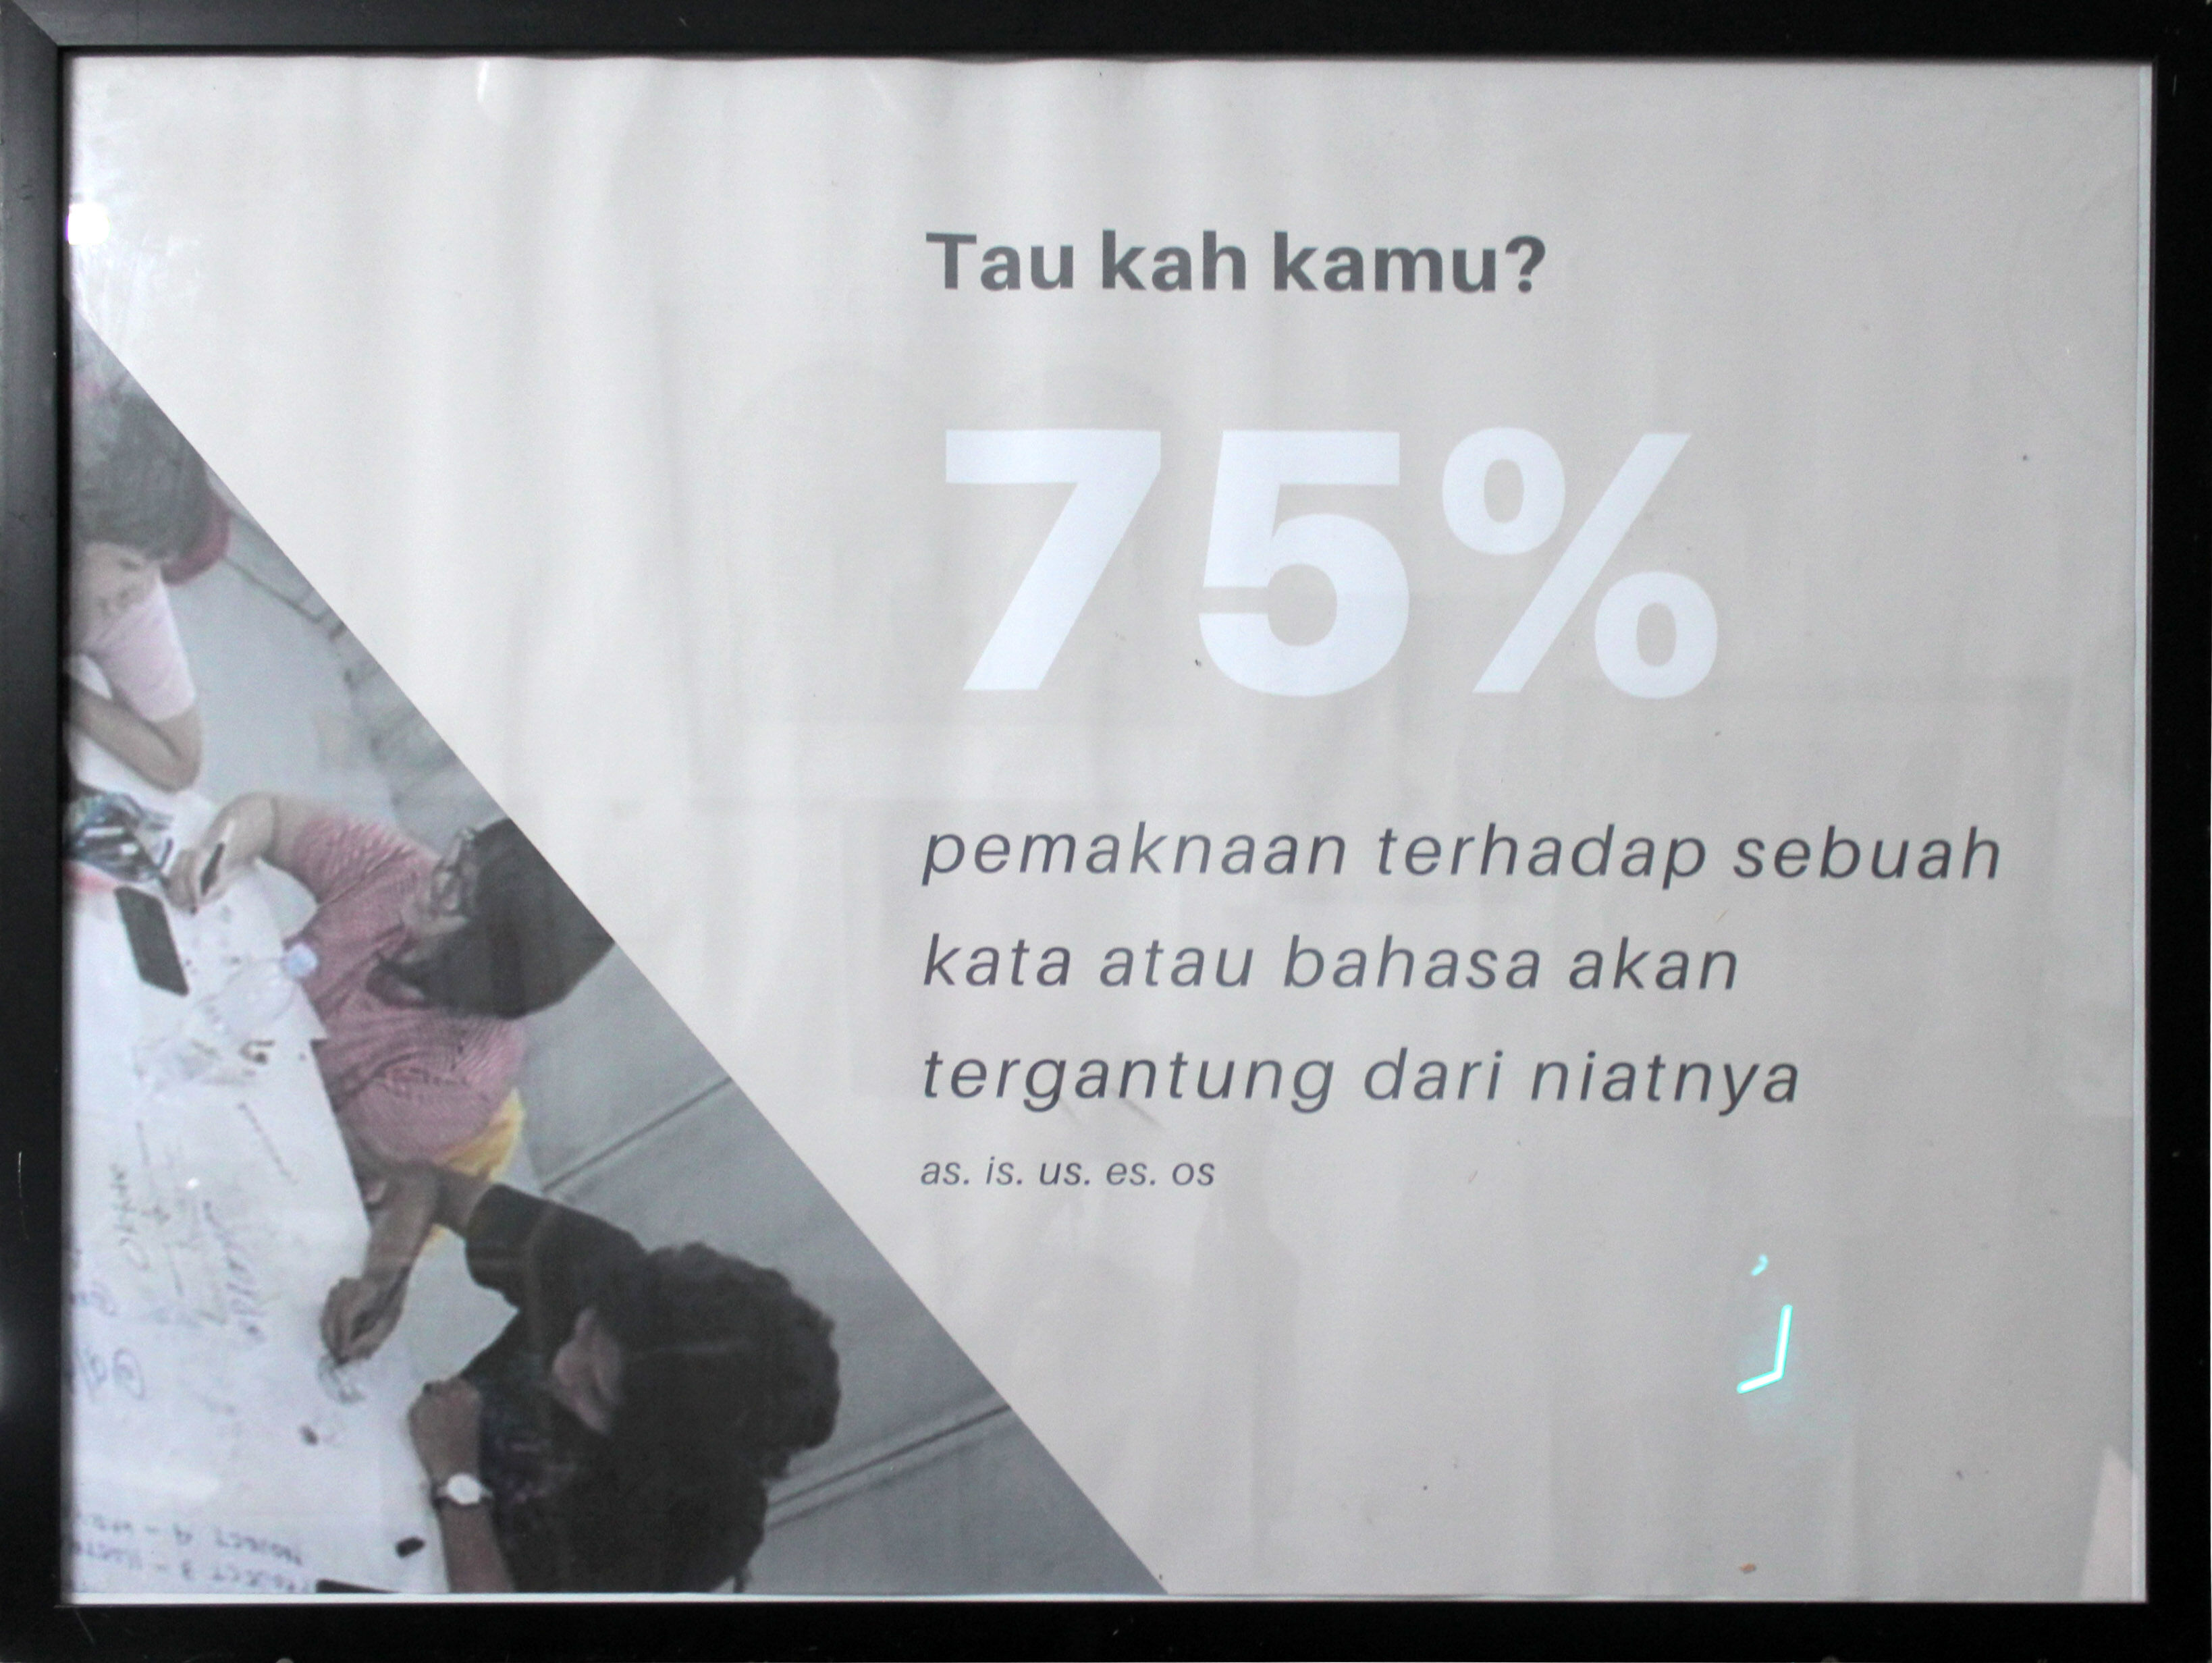 Tau kah kamu?
75%
pemaknaan terhadap sebuah
kata atau bahasa akan
tergantung dari niatnya
as. is. us. es. os